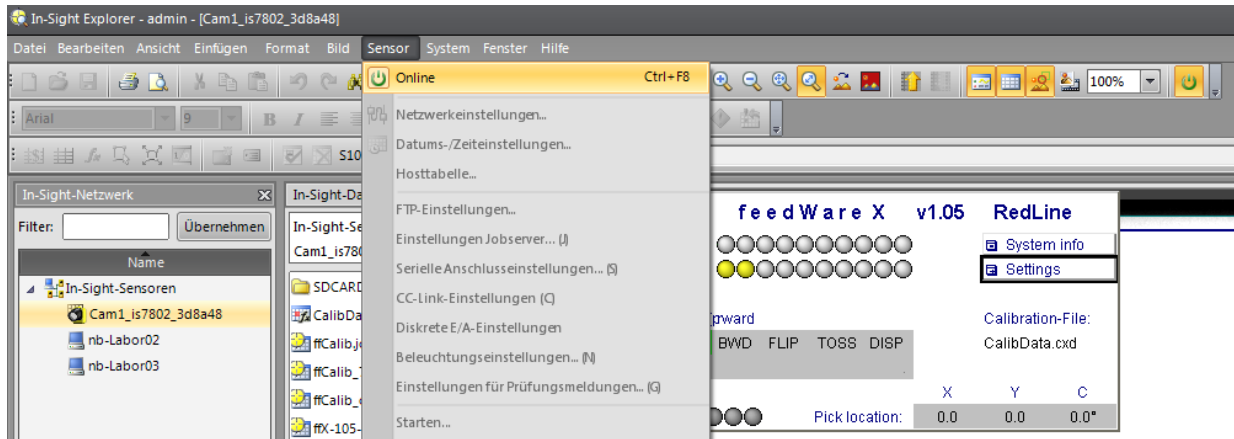 In-Sight Explorer - admin - [Cam1_is7802_3d8a48]
Datei Bearbeiten Ansicht Einfügen Format Bild Sensor System Fenster Hilfe
Online Ctrl+F8
100%
Arial 9 B I
Netzwerkeinstellungen...
Datums-/Zeiteinstellungen...
S10
Hosttabelle...
In-Sight-Netzwerk
Filter: Übernehmen
Name
In-Sight-Sensoren
Cam1_is7802_3d8a48
nb-Labor02
nb-Labor03
In-Sight-Da
In-Sight-Se
Cam1_is780
SDCARD
CalibDa
ffCalib.jo
ffCalib_
ffCalib_
ffX-105-
FTP-Einstellungen...
Einstellungen Jobserver... (J)
Serielle Anschlusseinstellungen... (S)
CC-Link-Einstellungen (C)
Diskrete E/A-Einstellungen
Beleuchtungseinstellungen... (N)
Einstellungen für Prüfungsmeldungen... (G)
Starten...
feedWare X v1.05 RedLine
System info
Settings
pward
Calibration-File:
BWD FLIP TOSS DISP
CalibData.cxd
X Y C
Pick location: 0.0 0.0 0.0°